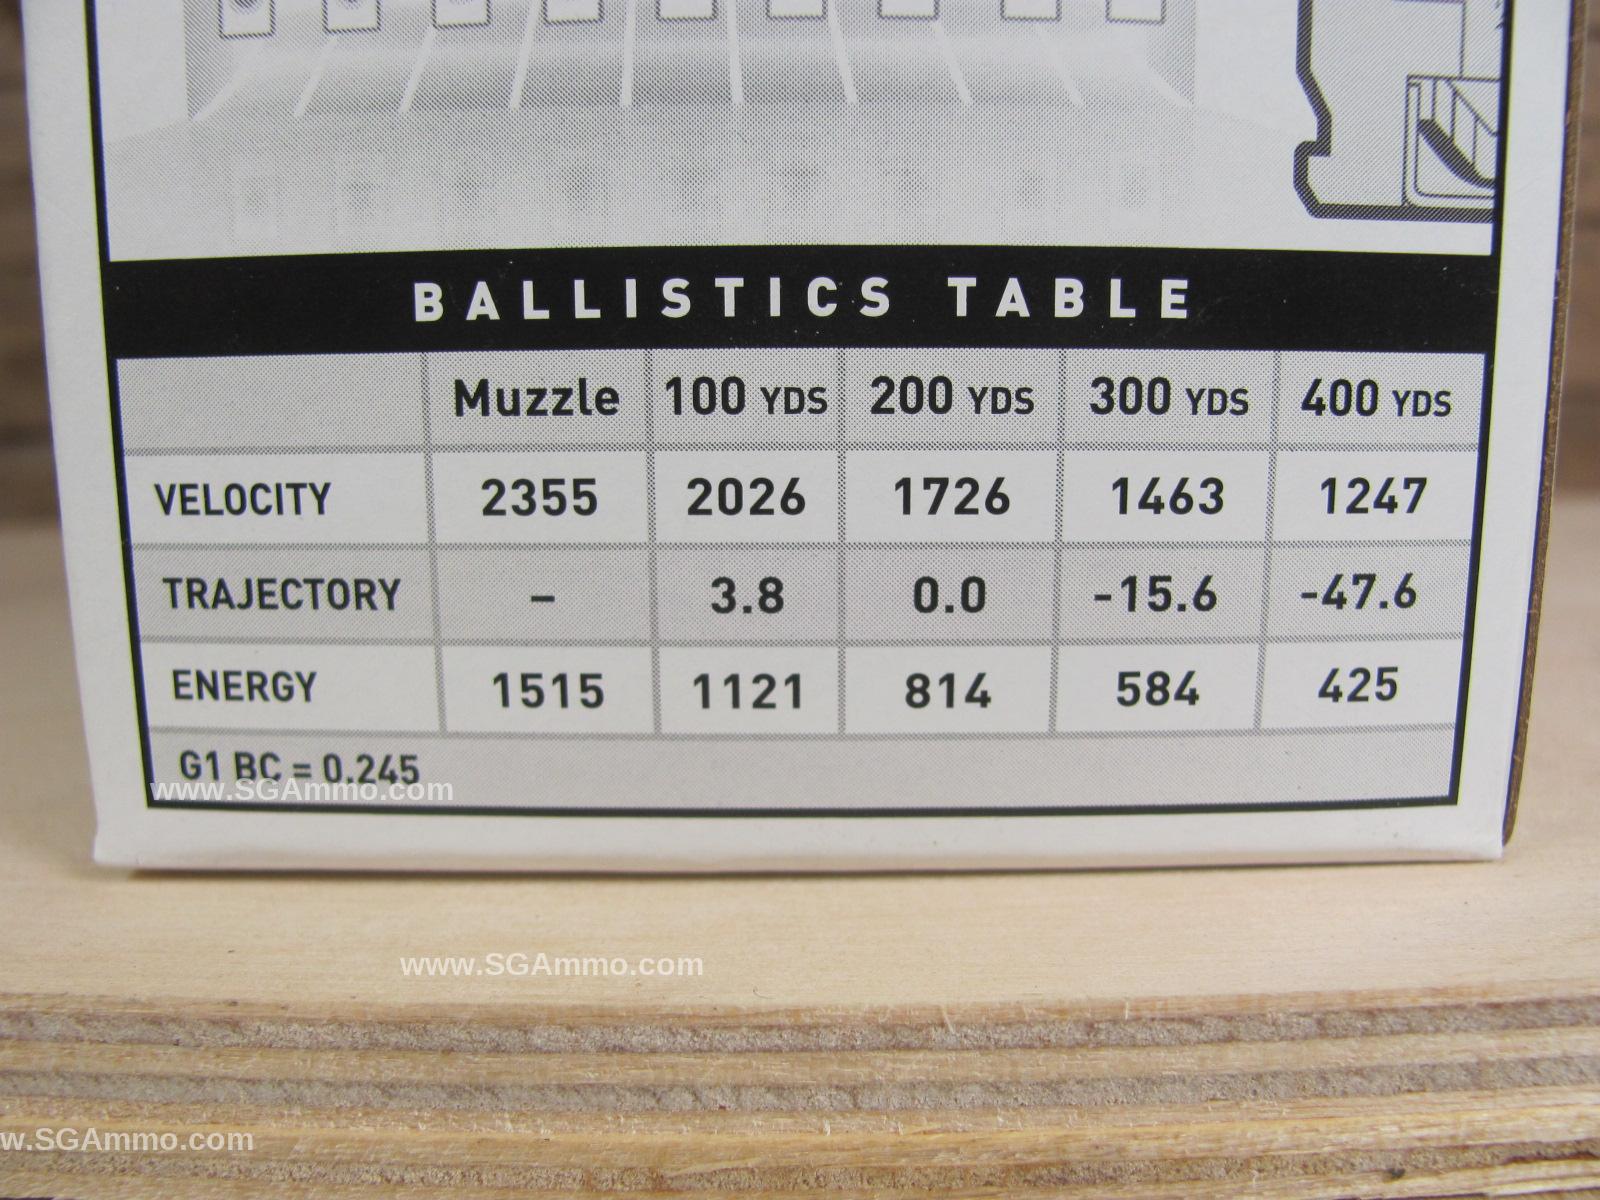 BALLISTICS TABLE
Muzzle 100 YDS 200 YDS 300 YDS 400 YDS
VELOCITY 2355 2026 1726 1463 1247
TRAJECTORY – 3.8 0.0 -15.6 -47.6
ENERGY 1515 1121 814 584 425
G1 BC = 0.245
www.SGAmmo.com
www.SGAmmo.com
w.SGAmmo.com